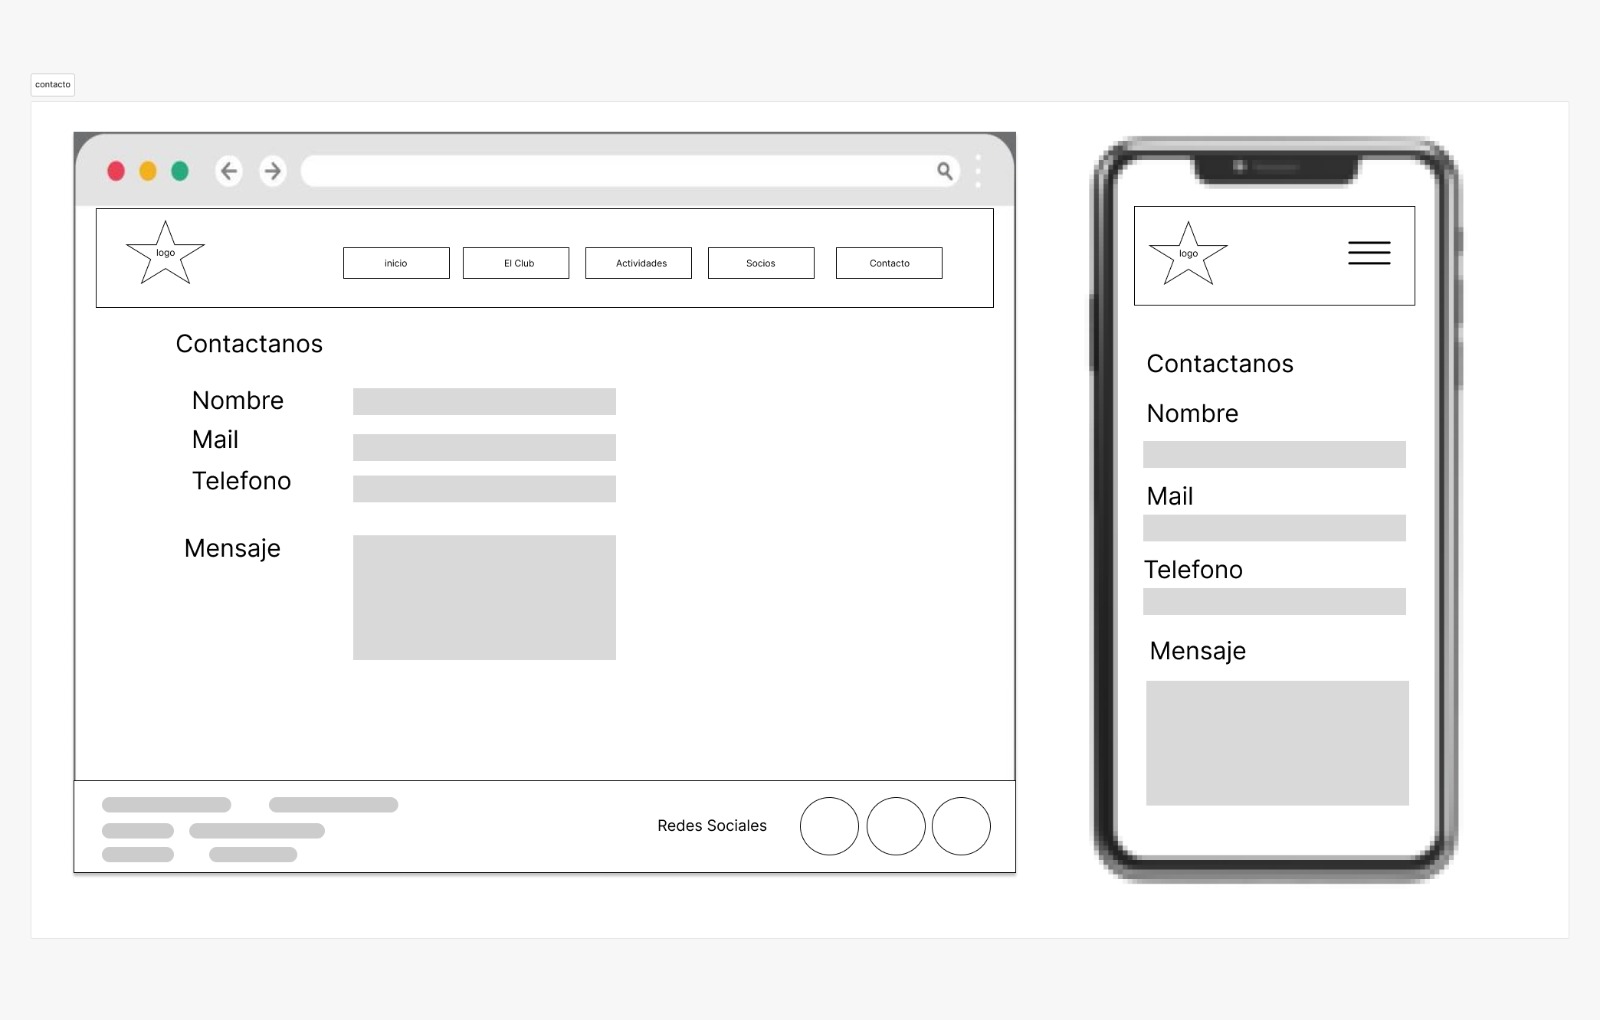 contacto
logo
inicio
El Club
Actividades
Socios
Contacto
Contactanos
Nombre
Mail
Telefono
Mensaje
Redes Sociales
logo
Contactanos
Nombre
Mail
Telefono
Mensaje